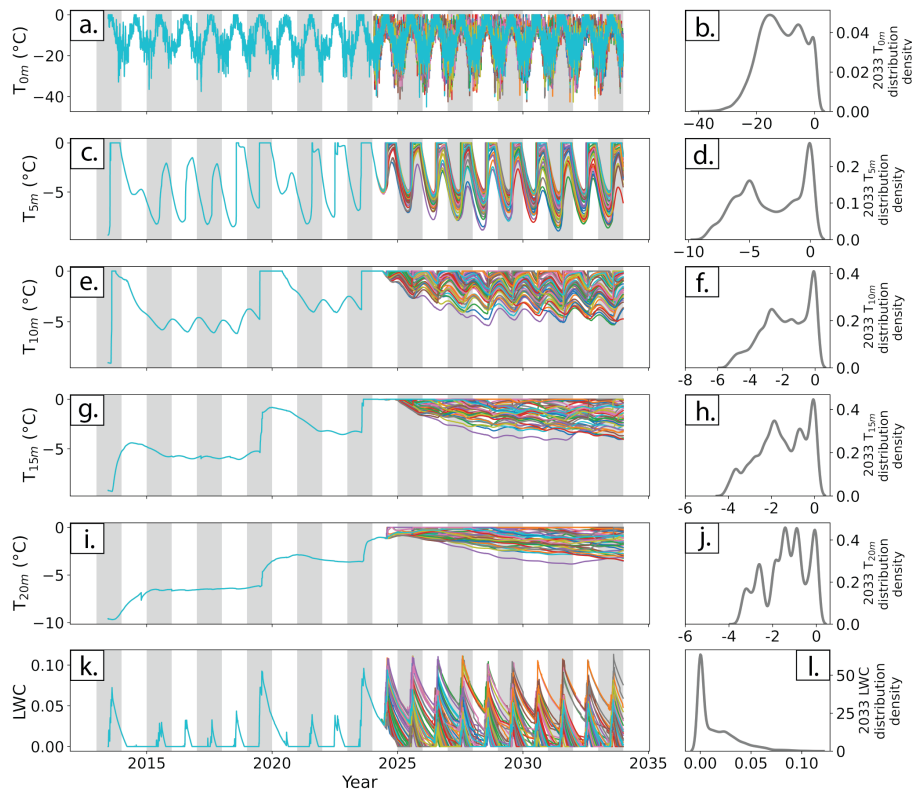 a.
T0m (°C)
0
−20
−40
b.
0.04
0.02
0.00
−40
−20
0
2033 T0m
distribution
density
c.
T5m (°C)
0
−5
d.
0.2
0.1
0.0
−10
−5
0
2033 T5m
distribution
density
e.
T10m (°C)
0
−5
f.
0.4
0.2
0.0
-8
-6
-4
-2
0
2033 T10m
distribution
density
g.
T15m (°C)
0
−5
h.
0.4
0.2
0.0
-6
-4
-2
0
2033 T15m
distribution
density
i.
T20m (°C)
0
−5
−10
j.
0.4
0.2
0.0
-6
-4
-2
0
2033 T20m
distribution
density
k.
LWC
0.10
0.05
0.00
2015
2020
2025
2030
2035
Year
l.
50
25
0
0.00
0.05
0.10
2033 LWC
distribution
density